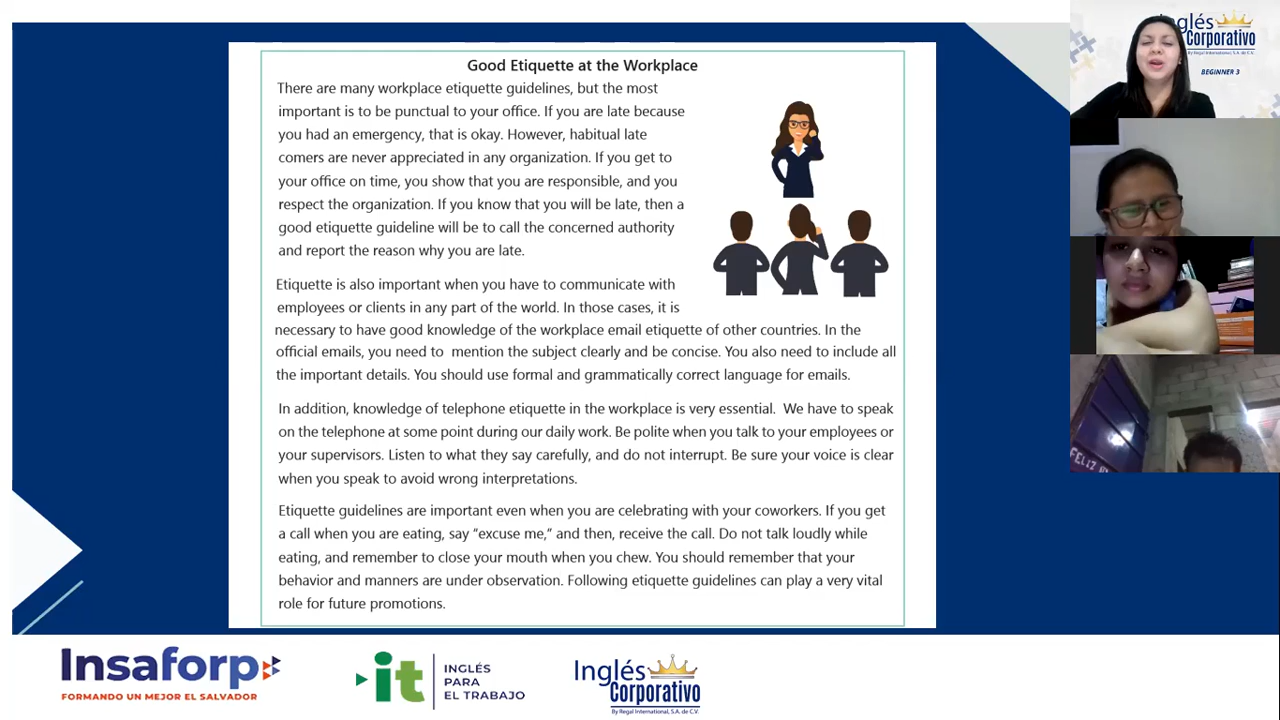 Good Etiquette at the Workplace
There are many workplace etiquette guidelines, but the most
important is to be punctual to your office. If you are late because
you had an emergency, that is okay. However, habitual late
comers are never appreciated in any organization. If you get to
your office on time, you show that you are responsible, and you
respect the organization. If you know that you will be late, then a
good etiquette guideline will be to call the concerned authority
and report the reason why you are late.
Etiquette is also important when you have to communicate with
employees or clients in any part of the world. In those cases, it is
necessary to have good knowledge of the workplace email etiquette of other countries. In the
official emails, you need to mention the subject clearly and be concise. You also need to include all
the important details. You should use formal and grammatically correct language for emails.
In addition, knowledge of telephone etiquette in the workplace is very essential. We have to speak
on the telephone at some point during our daily work. Be polite when you talk to your employees or
your supervisors. Listen to what they say carefully, and do not interrupt. Be sure your voice is clear
when you speak to avoid wrong interpretations.
Etiquette guidelines are important even when you are celebrating with your coworkers. If you get
a call when you are eating, say “excuse me,” and then, receive the call. Do not talk loudly while
eating, and remember to close your mouth when you chew. You should remember that your
behavior and manners are under observation. Following etiquette guidelines can play a very vital
role for future promotions.
Inglés
Corporativo
By Regal International, S.A. de C.V.
BEGINNER 3
FELIZ
Insaforp
FORMANDO UN MEJOR EL SALVADOR
it
INGLÉS
PARA
EL TRABAJO
Inglés
Corporativo
By Regal International, S.A. de C.V.